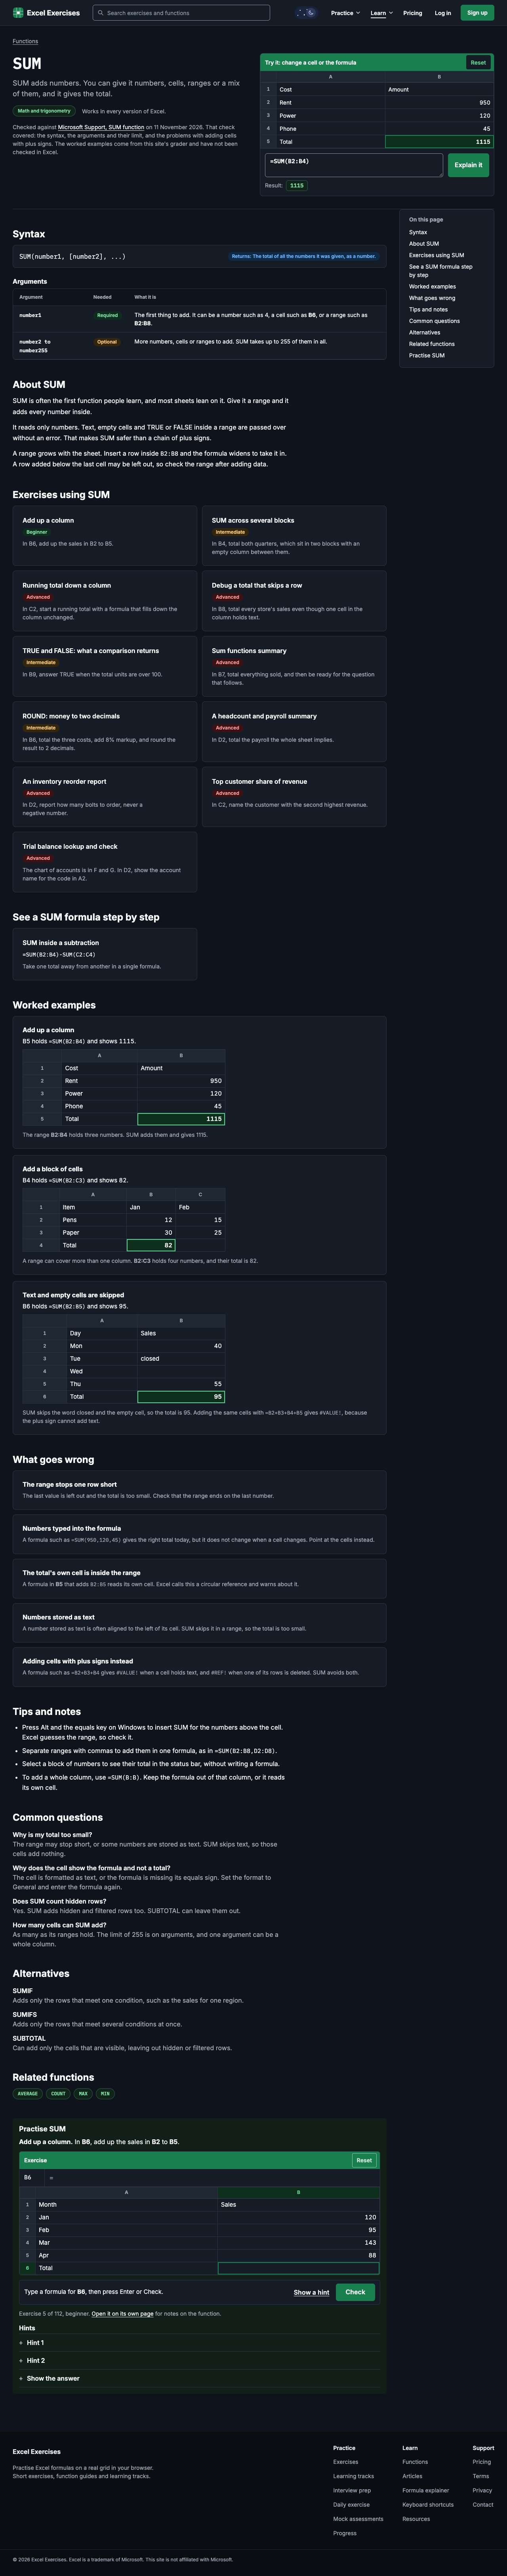 Excel Exercises
Search exercises and functions
Practice
Learn
Pricing
Log in
Sign up
Functions
SUM
SUM adds numbers. You can give it numbers, cells, ranges or a mix
of them, and it gives the total.
Math and trigonometry
Works in every version of Excel.
Checked against Microsoft Support, SUM function on 11 November 2026. That check
covered the syntax, the arguments and their limit, and the problems with adding cells
with plus signs. The worked examples come from this site's grader and have not been
checked in Excel.
Try it: change a cell or the formula
Reset
A B
1 Cost Amount
2 Rent 950
3 Power 120
4 Phone 45
5 Total 1115
=SUM(B2:B4)
Explain it
Result: 1115
On this page
Syntax
About SUM
Exercises using SUM
See a SUM formula step
by step
Worked examples
What goes wrong
Tips and notes
Common questions
Alternatives
Related functions
Practise SUM
Syntax
SUM(number1, [number2], ...)
Returns: The total of all the numbers it was given, as a number.
Arguments
Argument Needed What it is
number1 Required The first thing to add. It can be a number such as 4, a cell such as B6, or a range such as
B2:B8.
number2 to
number255
Optional More numbers, cells or ranges to add. SUM takes up to 255 of them in all.
About SUM
SUM is often the first function people learn, and most sheets lean on it. Give it a range and it
adds every number inside.
It reads only numbers. Text, empty cells and TRUE or FALSE inside a range are passed over
without an error. That makes SUM safer than a chain of plus signs.
A range grows with the sheet. Insert a row inside B2:B8 and the formula widens to take it in.
A row added below the last cell may be left out, so check the range after adding data.
Exercises using SUM
Add up a column
Beginner
In B6, add up the sales in B2 to B5.
SUM across several blocks
Intermediate
In B4, total both quarters, which sit in two blocks with an
empty column between them.
Running total down a column
Advanced
In C2, start a running total with a formula that fills down the
column unchanged.
Debug a total that skips a row
Advanced
In B8, total every store's sales even though one cell in the
column holds text.
TRUE and FALSE: what a comparison returns
Intermediate
In B9, answer TRUE when the total units are over 100.
Sum functions summary
Advanced
In B7, total everything sold, and then be ready for the question
that follows.
ROUND: money to two decimals
Intermediate
In B6, total the three costs, add 8% markup, and round the
result to 2 decimals.
A headcount and payroll summary
Advanced
In D2, total the payroll the whole sheet implies.
An inventory reorder report
Advanced
In D2, report how many bolts to order, never a
negative number.
Top customer share of revenue
Advanced
In C2, name the customer with the second highest revenue.
Trial balance lookup and check
Advanced
The chart of accounts is in F and G. In D2, show the account
name for the code in A2.
See a SUM formula step by step
SUM inside a subtraction
=SUM(B2:B4)-SUM(C2:C4)
Take one total away from another in a single formula.
Worked examples
Add up a column
B5 holds =SUM(B2:B4) and shows 1115.
A B
1 Cost Amount
2 Rent 950
3 Power 120
4 Phone 45
5 Total 1115
The range B2:B4 holds three numbers. SUM adds them and gives 1115.
Add a block of cells
B4 holds =SUM(B2:C3) and shows 82.
A B C
1 Item Jan Feb
2 Pens 12 15
3 Paper 30 25
4 Total 82
A range can cover more than one column. B2:C3 holds four numbers, and their total is 82.
Text and empty cells are skipped
B6 holds =SUM(B2:B5) and shows 95.
A B
1 Day Sales
2 Mon 40
3 Tue closed
4 Wed
5 Thu 55
6 Total 95
SUM skips the word closed and the empty cell, so the total is 95. Adding the same cells with =B2+B3+B4+B5 gives #VALUE!, because
the plus sign cannot add text.
What goes wrong
The range stops one row short
The last value is left out and the total is too small. Check that the range ends on the last number.
Numbers typed into the formula
A formula such as =SUM(950,120,45) gives the right total today, but it does not change when a cell changes. Point at the cells instead.
The total's own cell is inside the range
A formula in B5 that adds B2:B5 reads its own cell. Excel calls this a circular reference and warns about it.
Numbers stored as text
A number stored as text is often aligned to the left of its cell. SUM skips it in a range, so the total is too small.
Adding cells with plus signs instead
A formula such as =B2+B3+B4 gives #VALUE! when a cell holds text, and #REF! when one of its rows is deleted. SUM avoids both.
Tips and notes
• Press Alt and the equals key on Windows to insert SUM for the numbers above the cell.
Excel guesses the range, so check it.
• Separate ranges with commas to add them in one formula, as in =SUM(B2:B8,D2:D8).
• Select a block of numbers to see their total in the status bar, without writing a formula.
• To add a whole column, use =SUM(B:B). Keep the formula out of that column, or it reads
its own cell.
Common questions
Why is my total too small?
The range may stop short, or some numbers are stored as text. SUM skips text, so those
cells add nothing.
Why does the cell show the formula and not a total?
The cell is formatted as text, or the formula is missing its equals sign. Set the format to
General and enter the formula again.
Does SUM count hidden rows?
Yes. SUM adds hidden and filtered rows too. SUBTOTAL can leave them out.
How many cells can SUM add?
As many as its ranges hold. The limit of 255 is on arguments, and one argument can be a
whole column.
Alternatives
SUMIF
Adds only the rows that meet one condition, such as the sales for one region.
SUMIFS
Adds only the rows that meet several conditions at once.
SUBTOTAL
Can add only the cells that are visible, leaving out hidden or filtered rows.
Related functions
AVERAGE COUNT MAX MIN
Practise SUM
Add up a column. In B6, add up the sales in B2 to B5.
Exercise
Reset
B6 =
A B
1 Month Sales
2 Jan 120
3 Feb 95
4 Mar 143
5 Apr 88
6 Total
Type a formula for B6, then press Enter or Check.
Show a hint
Check
Exercise 5 of 112, beginner. Open it on its own page for notes on the function.
Hints
+ Hint 1
+ Hint 2
+ Show the answer
Excel Exercises
Practise Excel formulas on a real grid in your browser.
Short exercises, function guides and learning tracks.
Practice
Exercises
Learning tracks
Interview prep
Daily exercise
Mock assessments
Progress
Learn
Functions
Articles
Formula explainer
Keyboard shortcuts
Resources
Support
Pricing
Terms
Privacy
Contact
© 2026 Excel Exercises. Excel is a trademark of Microsoft. This site is not affiliated with Microsoft.